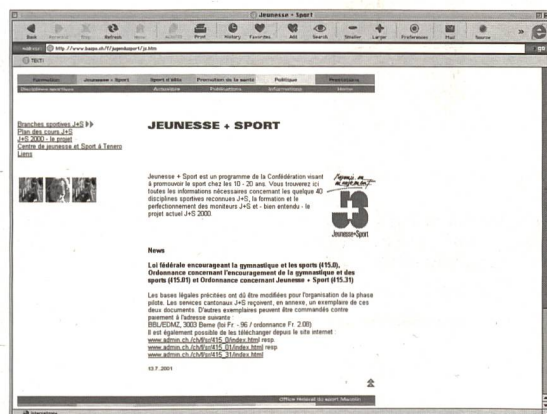 Jeunesse + Sport
Back
Refresh
Home
Print
History
Favorites
Add
Search
Smaller
Larger
Preferences
Mail
Source
http://www.baspo.ch/f/jugendsport/js.htm
go
Formation
Jeunesse + Sport
Sport d'élite
Promotion de la santé
Politique
Prestations
Publications
Informations
Home
Branches sportives J+S
Plan des cours J+S
J+S 2000 - le projet
Centre de jeunesse et Sport à Tenero
Liens
JEUNESSE + SPORT
Jeunesse + Sport est un programme de la Confédération visant
à promouvoir le sport chez les 10 - 20 ans. Vous trouverez ici
toutes les informations nécessaires concernant les quelque 40
disciplines sportives reconnues J+S, la formation et le
perfectionnement des moniteurs J+S et - bien entendu - le
projet actuel J+S 2000.
Jeunesse+Sport
News
Loi fédérale encourageant la gymnastique et les sports (415.0),
Ordonnance concernant l'encouragement de la gymnastique et des
sports (415.01) et Ordonnance concernant Jeunesse + Sport (415.31)
Les bases légales précitées ont dû être modifiées pour l'organisation de la phase
pilote. Les services cantonaux J+S reçoivent, en annexe, un exemplaire de ces
deux documents. D'autres exemplaires peuvent être commandés contre
paiement à l'adresse suivante :
BBL/EDMZ, 3003 Berne (loi Fr. -.96 / ordonnance Fr. 2.08)
Il est également possible de les télécharger depuis le site internet :
www.admin.ch/ch/f/sr/415_0/index.html resp.
www.admin.ch/ch/f/sr/415_01/index.html resp.
www.admin.ch/ch/f/sr/415_31/index.html
13.7.2001
Office fédéral du sport Macolin